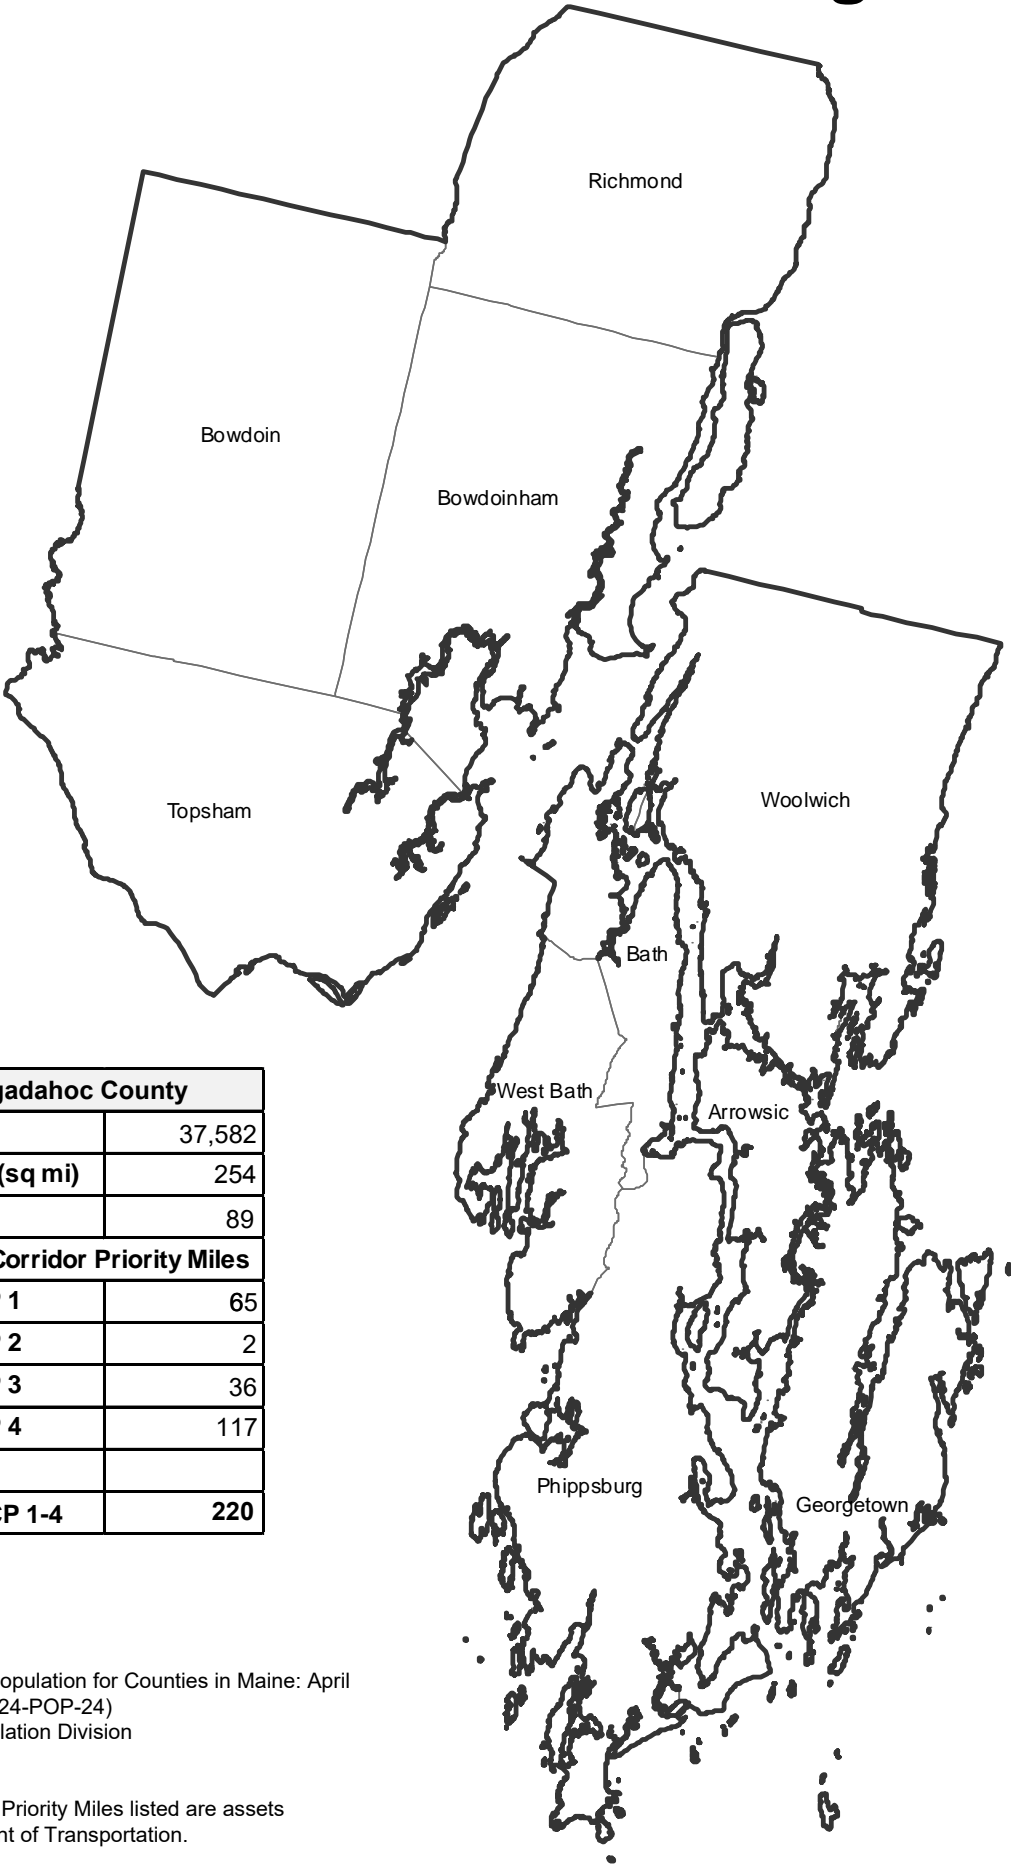 g
Richmond
Bowdoin
Bowdoinham
Woolwich
Topsham
Bath
West Bath
Arrowsic
Phippsburg
Georgetown
gadahoc County
37,582
(sq mi) 254
89
Corridor Priority Miles
1 65
2 2
3 36
4 117
CP 1-4 220
opulation for Counties in Maine: April
24-POP-24)
lation Division
Priority Miles listed are assets
nt of Transportation.